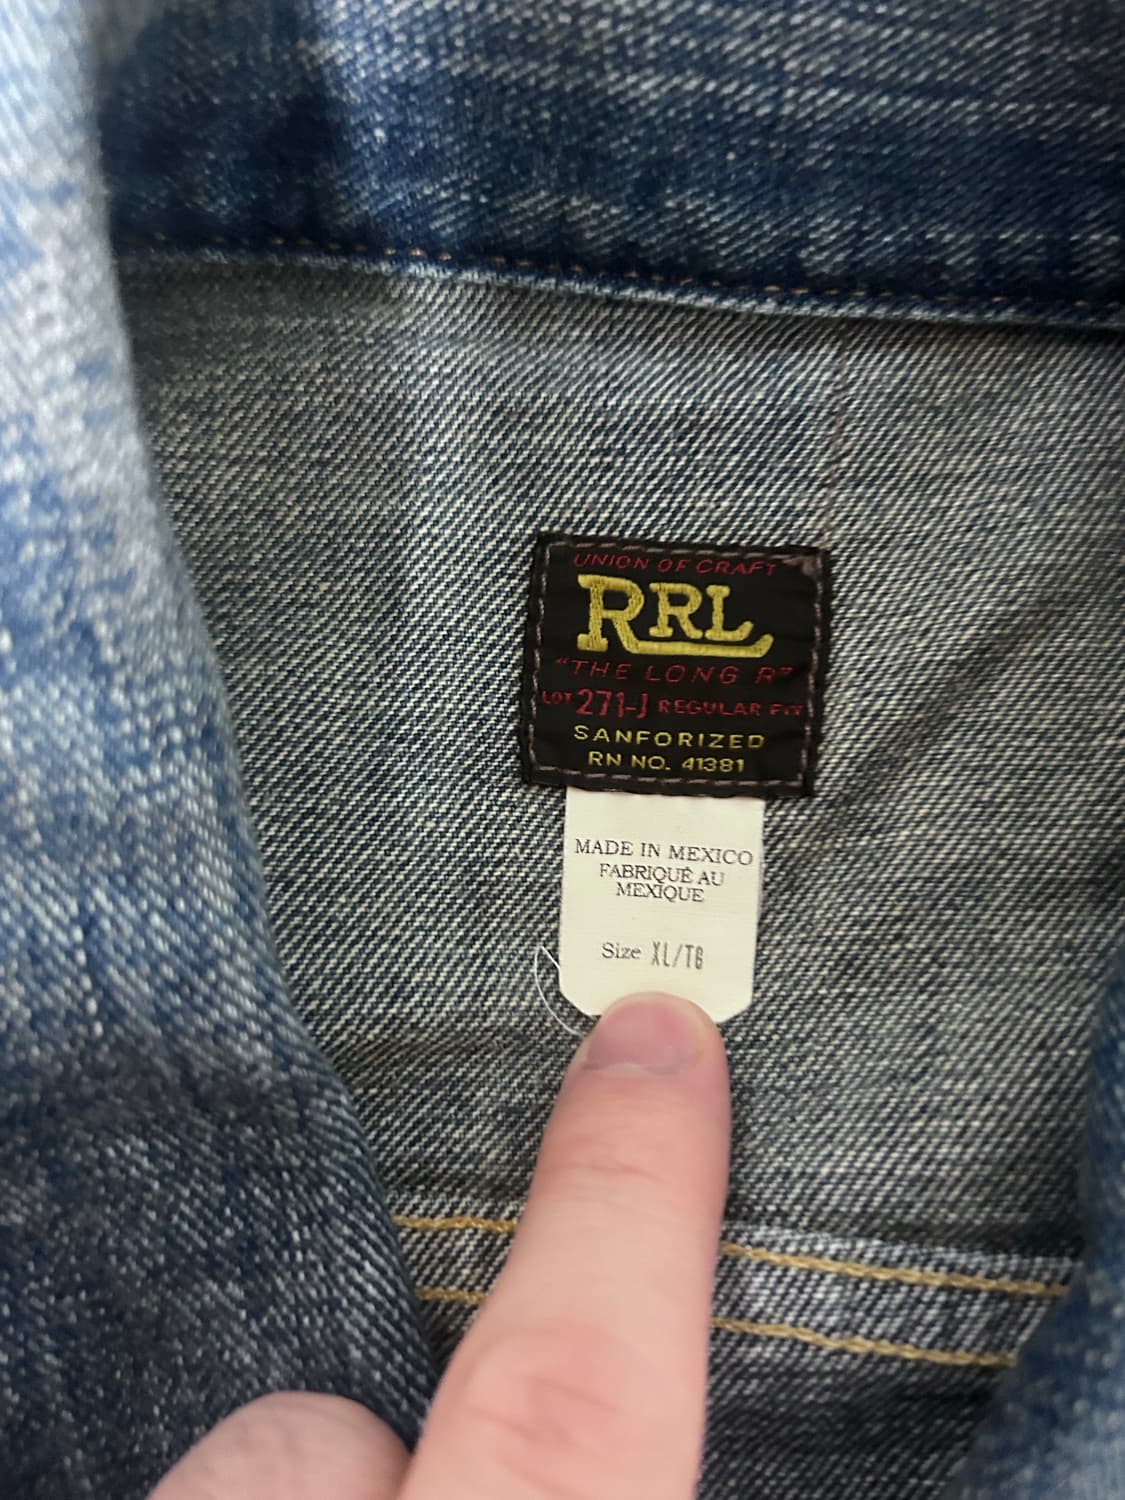 UNION OF CRAFT
RRL
"THE LONG R"
LOT 271-J REGULAR FIT
SANFORIZED
RN NO. 41381
MADE IN MEXICO
FABRIQUÉ AU
MEXIQUE
Size XL/TG